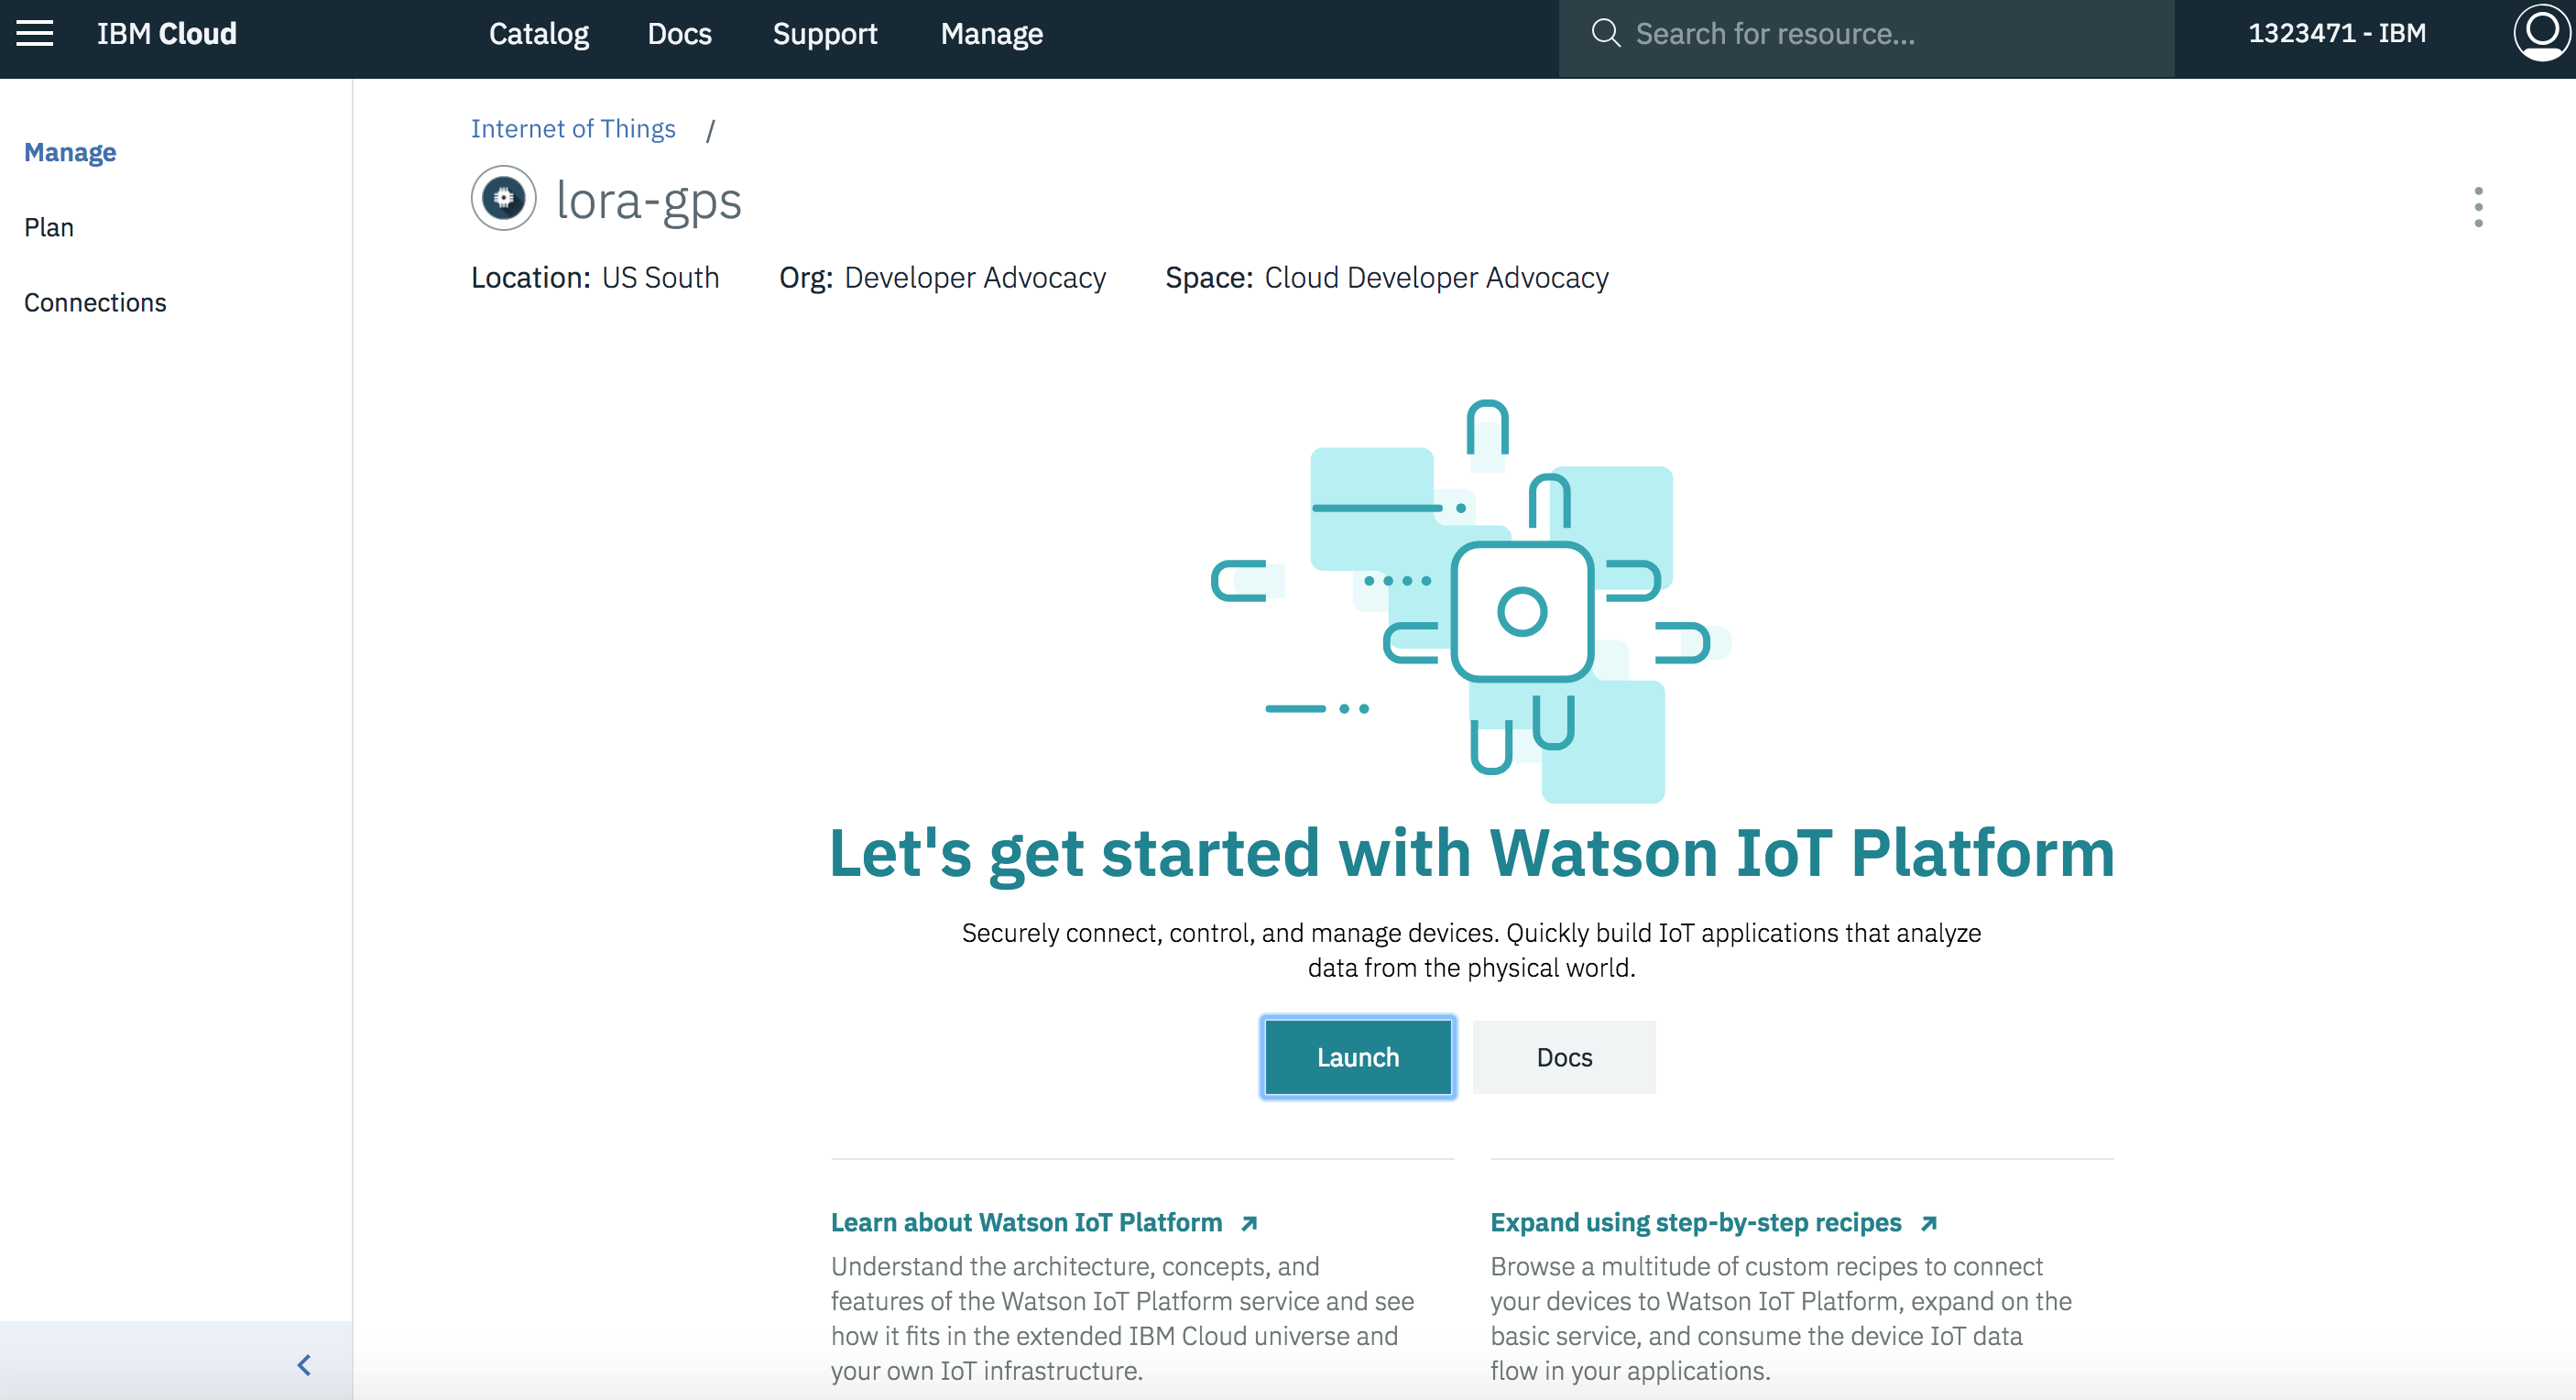 IBM Cloud
Catalog
Docs
Support
Manage
Search for resource...
1323471 - IBM
Manage
Plan
Connections
Internet of Things /
lora-gps
Location: US South Org: Developer Advocacy Space: Cloud Developer Advocacy
Let's get started with Watson IoT Platform
Securely connect, control, and manage devices. Quickly build IoT applications that analyze
data from the physical world.
Launch
Docs
Learn about Watson IoT Platform
Understand the architecture, concepts, and
features of the Watson IoT Platform service and see
how it fits in the extended IBM Cloud universe and
your own IoT infrastructure.
Expand using step-by-step recipes
Browse a multitude of custom recipes to connect
your devices to Watson IoT Platform, expand on the
basic service, and consume the device IoT data
flow in your applications.